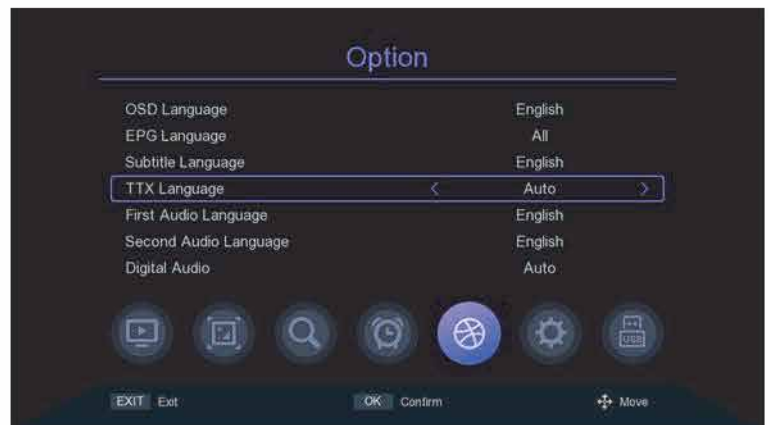 Option
OSD Language English
EPG Language All
Subtitle Language English
TTX Language Auto
First Audio Language English
Second Audio Language English
Digital Audio Auto
USB
EXIT Exit OK Confirm Move